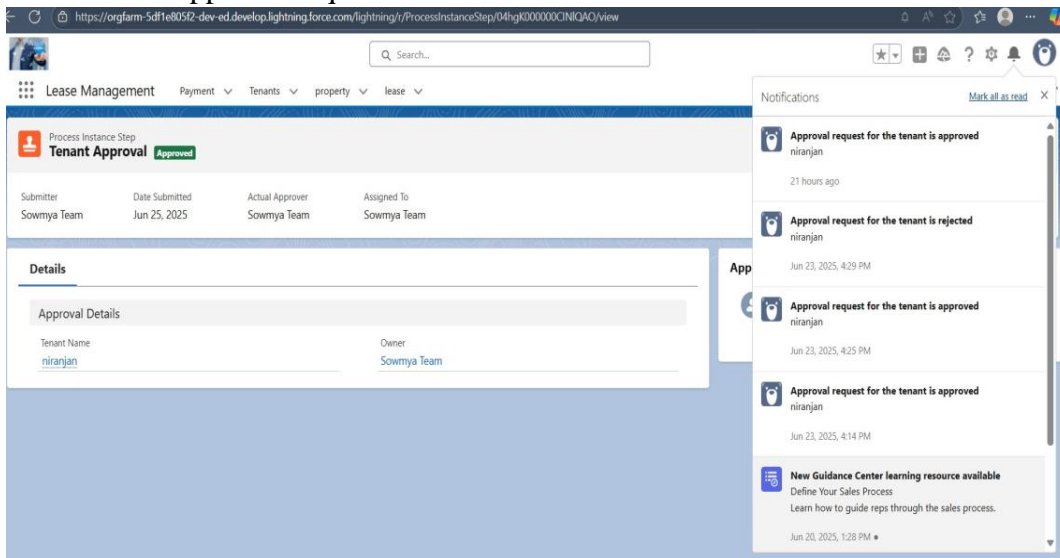 https://orgfarm-5df1e805f2-dev-ed.develop.lightning.force.com/lightning/r/ProcessInstanceStep/04hgK000000CINlQAO/view
Search...
Lease Management Payment Tenants property lease
Process Instance Step
Tenant Approval Approved
Submitter Date Submitted Actual Approver Assigned To
Sowmya Team Jun 25, 2025 Sowmya Team Sowmya Team
Details
App
Approval Details
Tenant Name Owner
niranjan Sowmya Team
Notifications Mark all as read
Approval request for the tenant is approved
niranjan
21 hours ago
Approval request for the tenant is rejected
niranjan
Jun 23, 2025, 4:29 PM
Approval request for the tenant is approved
niranjan
Jun 23, 2025, 4:25 PM
Approval request for the tenant is approved
niranjan
Jun 23, 2025, 4:14 PM
New Guidance Center learning resource available
Define Your Sales Process
Learn how to guide reps through the sales process.
Jun 20, 2025, 1:28 PM